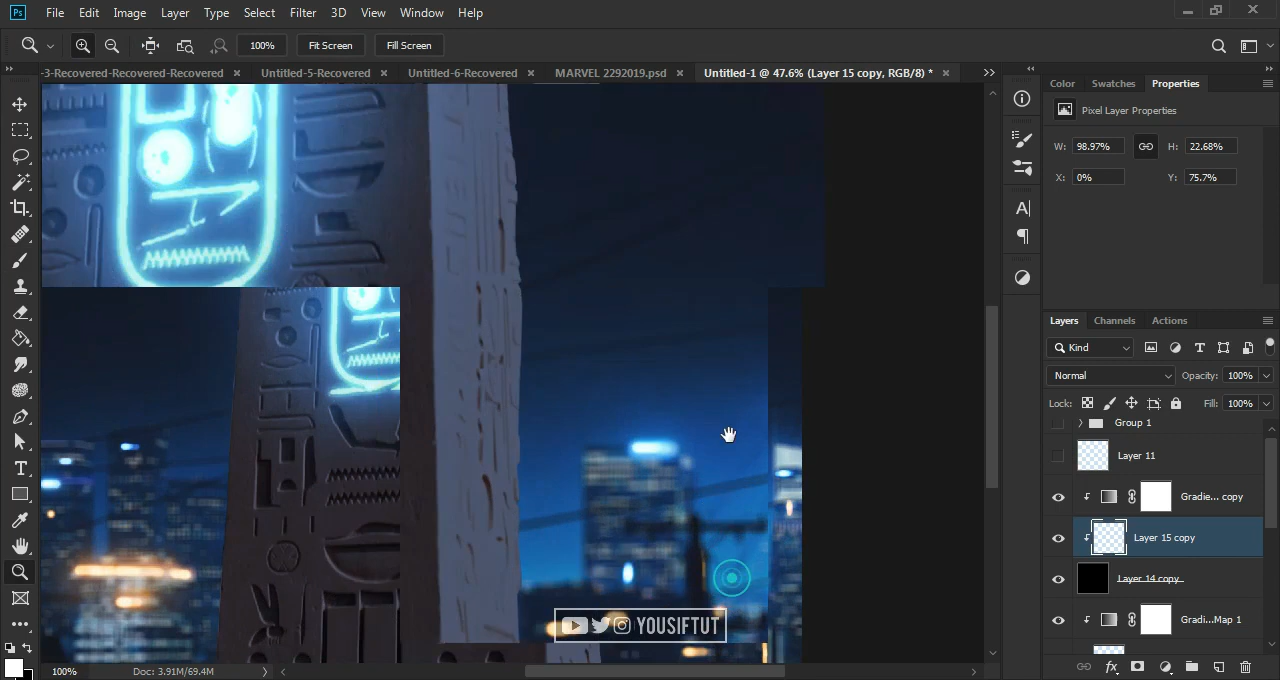 Ps File Edit Image Layer Type Select Filter 3D View Window Help
100% Fit Screen Fill Screen
-3-Recovered-Recovered-Recovered × Untitled-5-Recovered × Untitled-6-Recovered × MARVEL 2292019.psd × Untitled-1 @ 47.6% (Layer 15 copy, RGB/8) * ×
Color Swatches Properties
Pixel Layer Properties
W: 98.97% H: 22.68%
X: 0% Y: 75.7%
Layers Channels Actions
Kind
Normal Opacity: 100%
Lock: Fill: 100%
Group 1
Layer 11
Gradie... copy
Layer 15 copy
Layer 14 copy
Gradi...Map 1
YOUSIFTUT
100% Doc: 3.91M/69.4M